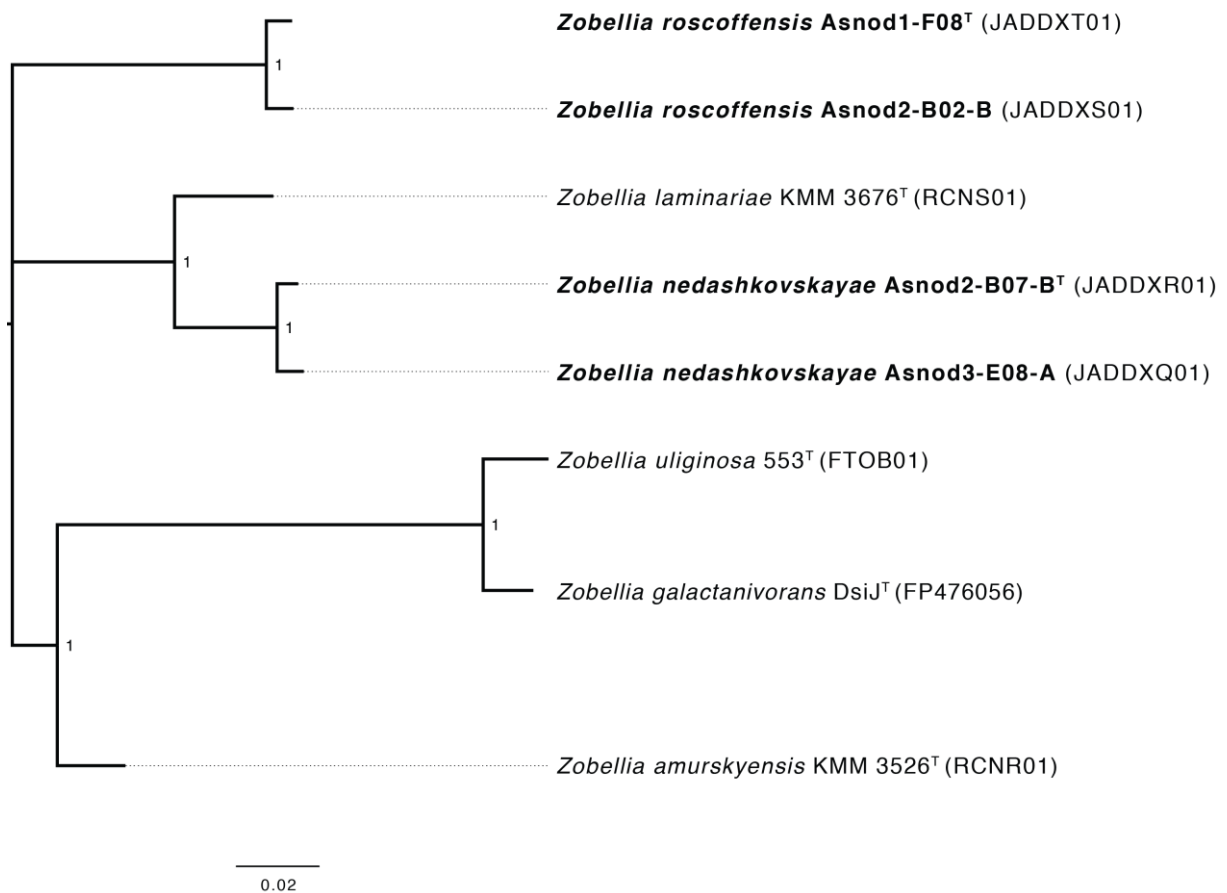 Zobellia roscoffensis Asnod1-F08ᵀ (JADDXT01)
1
Zobellia roscoffensis Asnod2-B02-B (JADDXS01)
Zobellia laminariae KMM 3676ᵀ (RCNS01)
1
Zobellia nedashkovskayae Asnod2-B07-Bᵀ (JADDXR01)
1
Zobellia nedashkovskayae Asnod3-E08-A (JADDXQ01)
Zobellia uliginosa 553ᵀ (FTOB01)
1
Zobellia galactanivorans DsiJᵀ (FP476056)
1
Zobellia amurskyensis KMM 3526ᵀ (RCNR01)
0.02